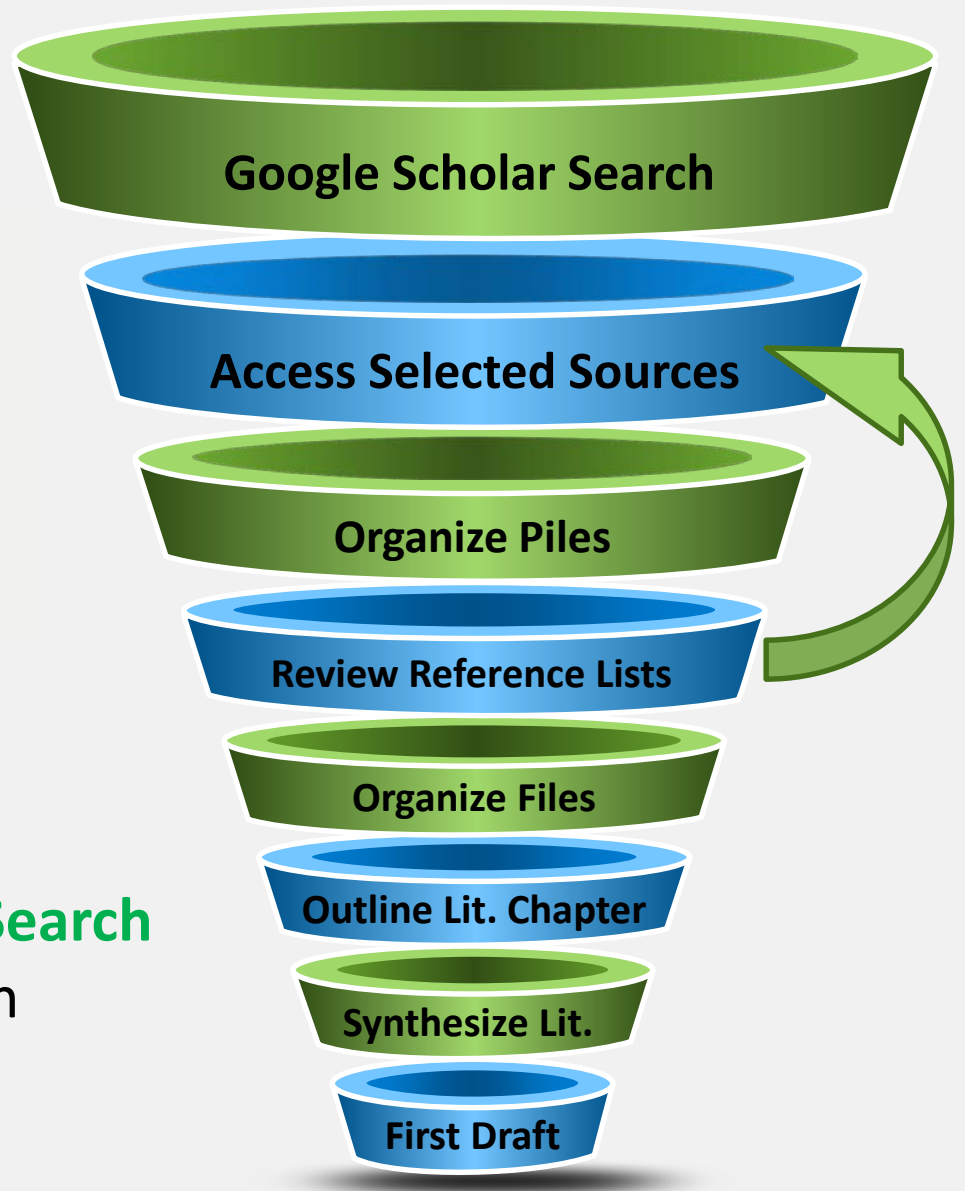 Google Scholar Search
Access Selected Sources
Organize Piles
Review Reference Lists
Organize Files
Outline Lit. Chapter
Search
Synthesize Lit.
First Draft